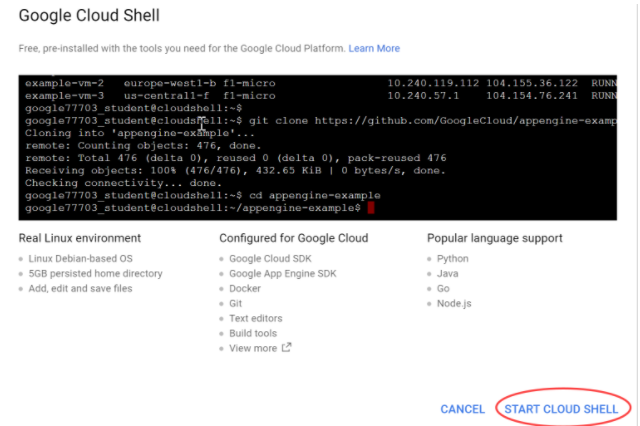 Google Cloud Shell
Free, pre-installed with the tools you need for the Google Cloud Platform. Learn More
example-vm-2 europe-west1-b f1-micro 10.240.119.112 104.155.36.122 RUNN
example-vm-3 us-central1-f f1-micro 10.240.57.1 104.154.76.241 RUNN
google77703_student@cloudshell:~$
google77703_student@cloudshell:~$ git clone https://github.com/GoogleCloud/appengine-examp
Cloning into 'appengine-example'...
remote: Counting objects: 476, done.
remote: Total 476 (delta 0), reused 0 (delta 0), pack-reused 476
Receiving objects: 100% (476/476), 432.65 KiB | 0 bytes/s, done.
Checking connectivity... done.
google77703_student@cloudshell:~$ cd appengine-example
google77703_student@cloudshell:~/appengine-example$
Real Linux environment
Linux Debian-based OS
5GB persisted home directory
Add, edit and save files
Configured for Google Cloud
Google Cloud SDK
Google App Engine SDK
Docker
Git
Text editors
Build tools
View more
Popular language support
Python
Java
Go
Node.js
CANCEL START CLOUD SHELL